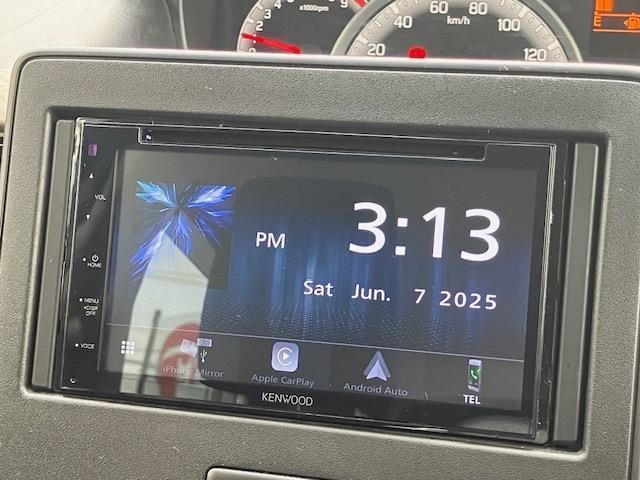 x1000rpm
9
80
100
60
km/h
40
20
120
E
VOL
PM 3:13
HOME
Sat Jun. 7 2025
MENU
•DISP
OFF
VOICE
iPhone Mirror
Apple CarPlay
Android Auto
TEL
KENWOOD